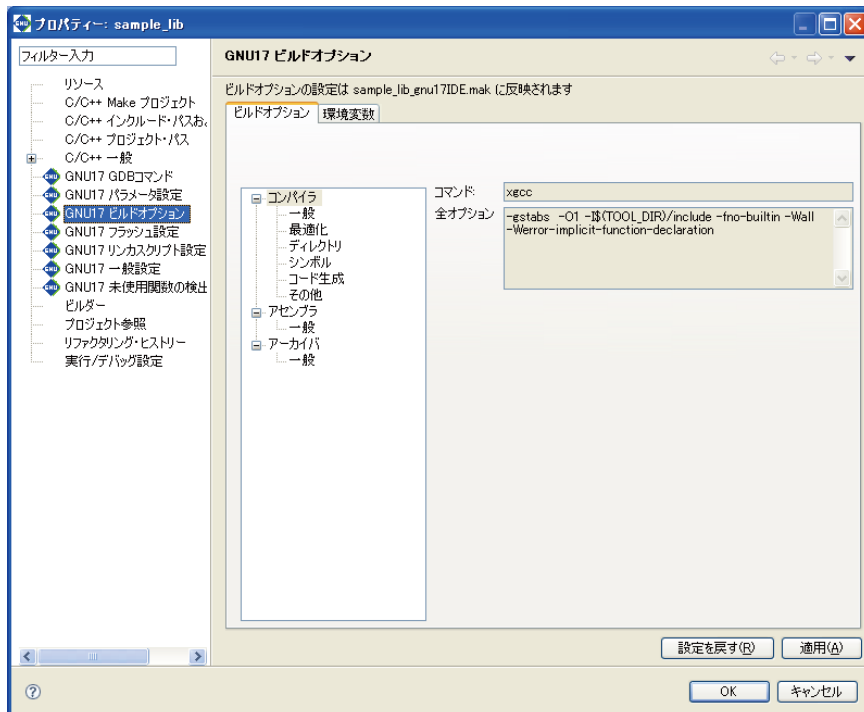 プロパティー: sample_lib
フィルター入力
リソース
C/C++ Make プロジェクト
C/C++ インクルード・パスお
C/C++ プロジェクト・パス
C/C++ 一般
GNU17 GDBコマンド
GNU17 パラメータ設定
GNU17 ビルドオプション
GNU17 フラッシュ設定
GNU17 リンカスクリプト設定
GNU17 一般設定
GNU17 未使用関数の検出
ビルダー
プロジェクト参照
リファクタリング・ヒストリー
実行/デバッグ設定
GNU17 ビルドオプション
ビルドオプションの設定は sample_lib_gnu17IDE.mak に反映されます
ビルドオプション 環境変数
コンパイラ
一般
最適化
ディレクトリ
シンボル
コード生成
その他
アセンブラ
一般
アーカイバ
一般
コマンド: xgcc
全オプション -gstabs -O1 -I$(TOOL_DIR)/include -fno-builtin -Wall
-Werror-implicit-function-declaration
設定を戻す(R) 適用(A)
OK キャンセル